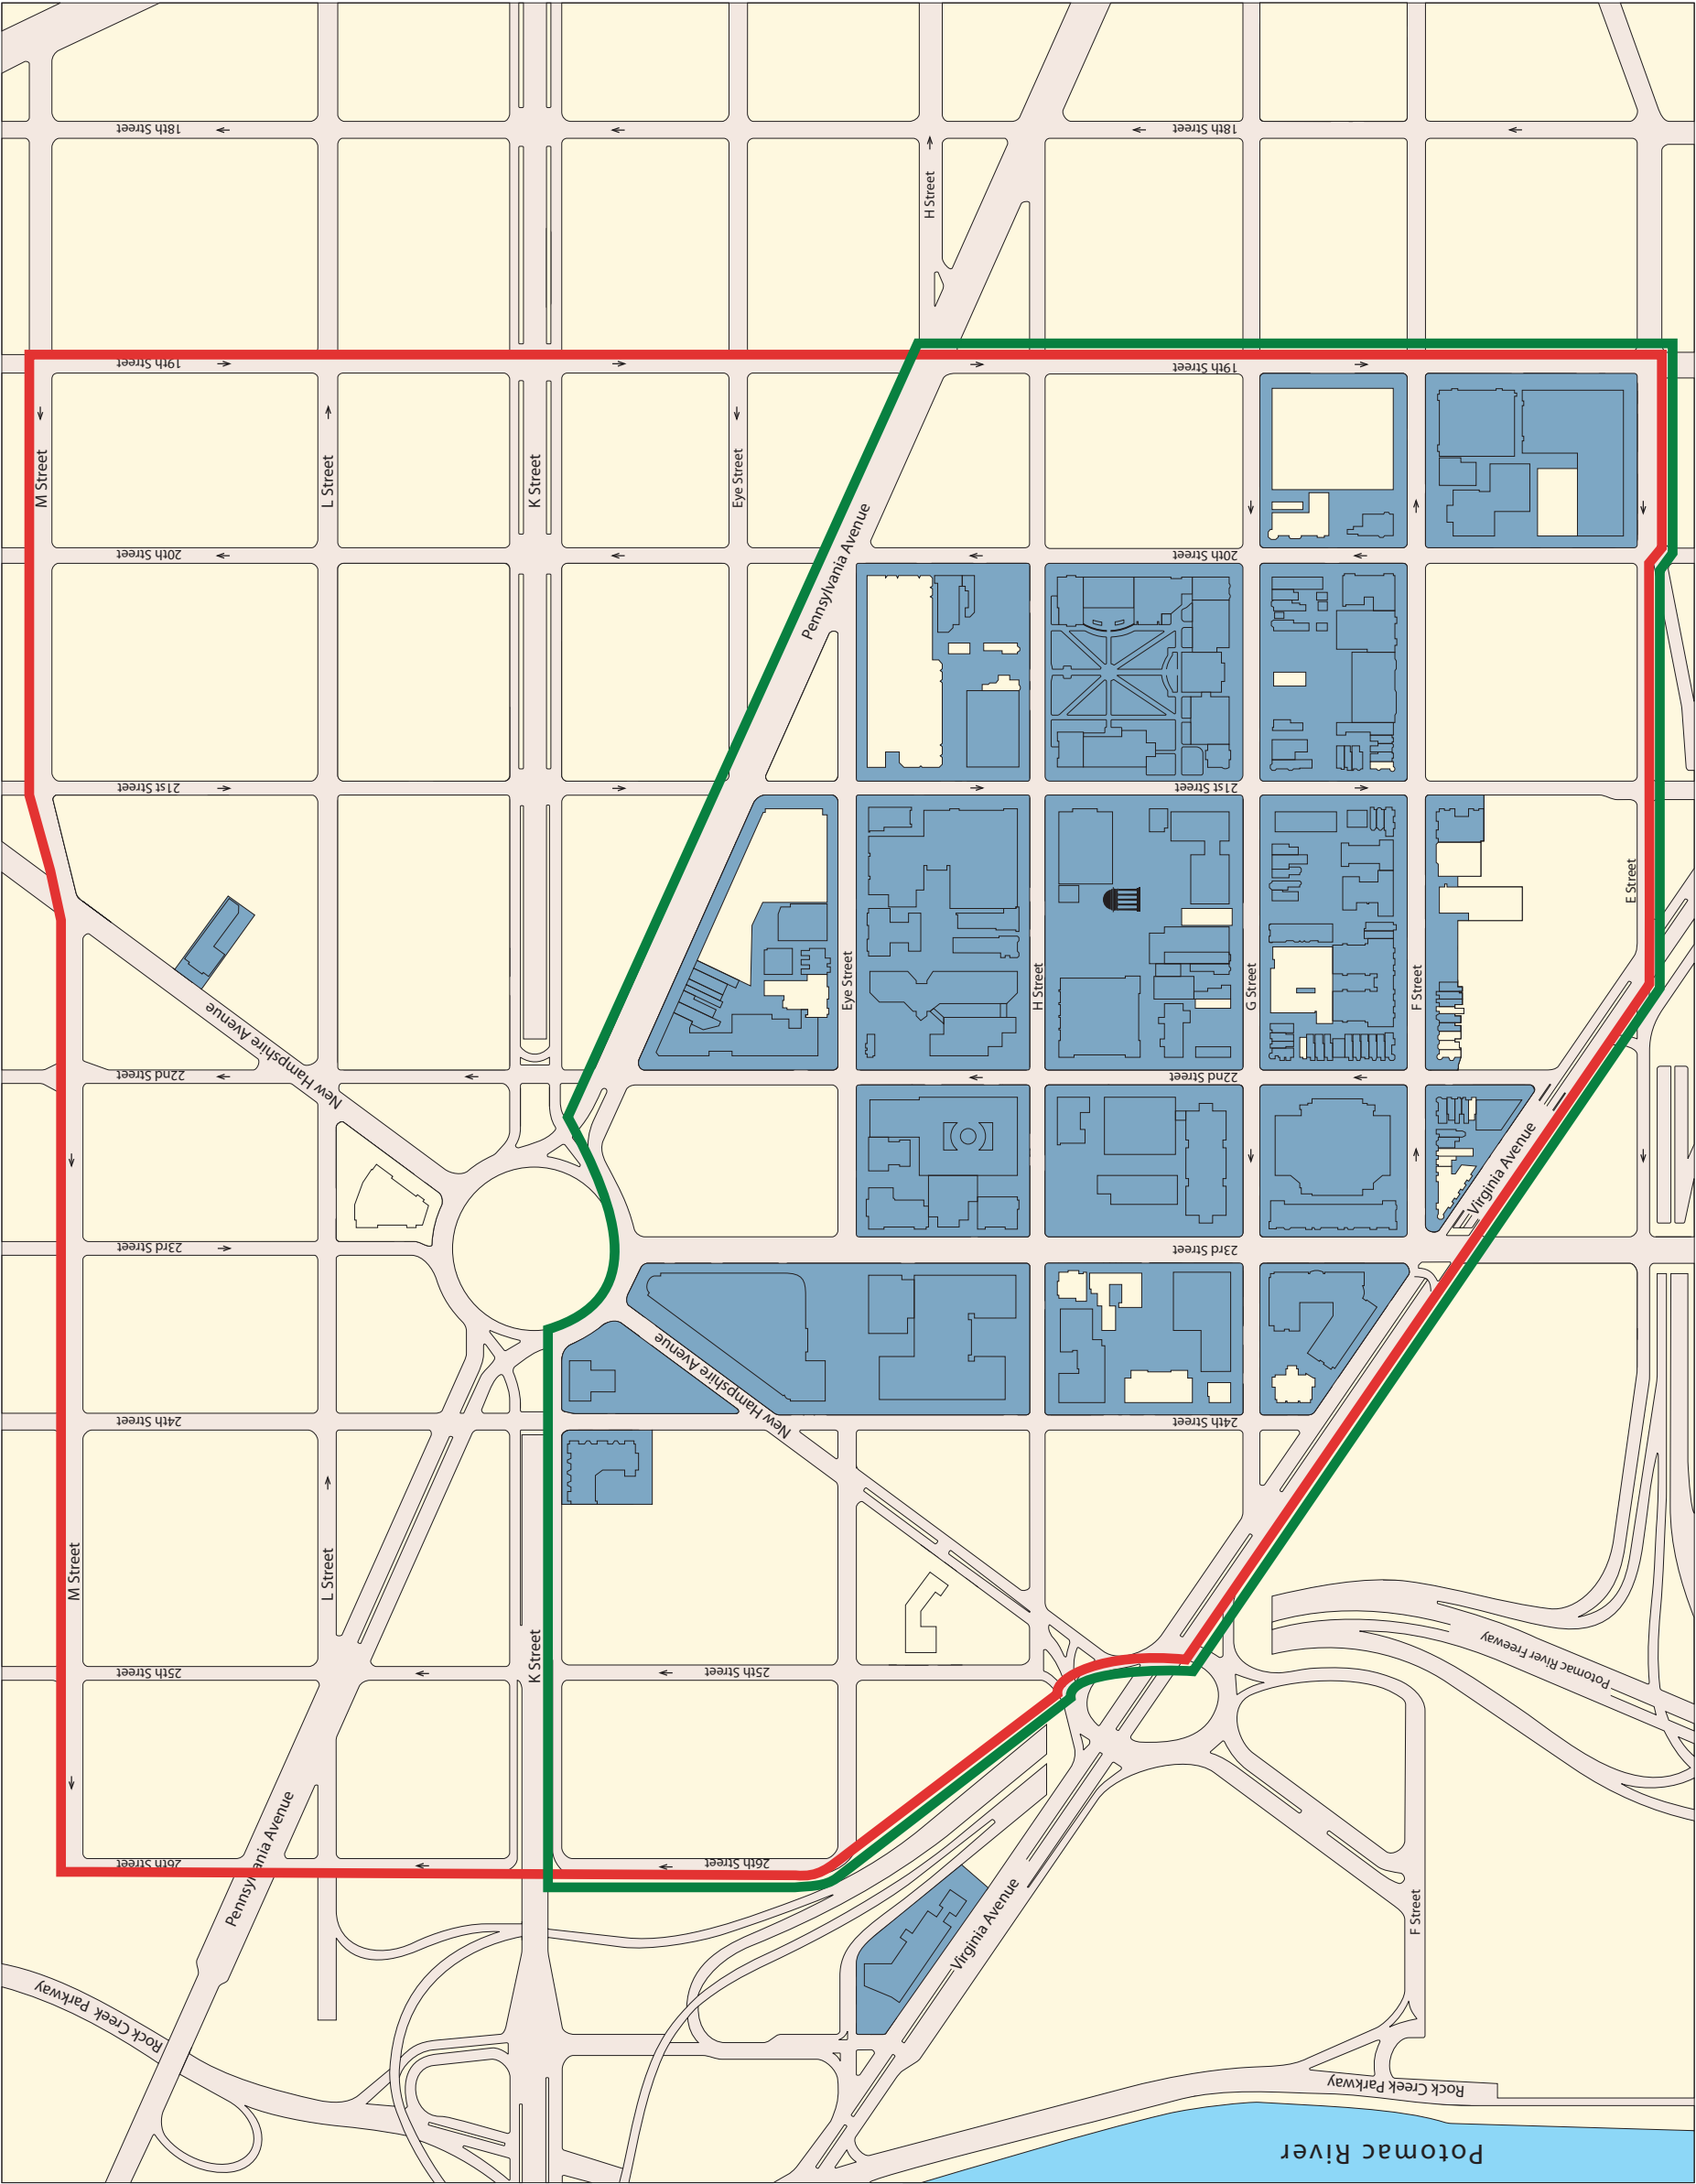 18th Street
18th Street
H Street
19th Street
19th Street
M Street
L Street
K Street
Eye Street
Pennsylvania Avenue
20th Street
20th Street
21st Street
21st Street
E Street
Eye Street
H Street
G Street
F Street
New Hampshire Avenue
22nd Street
22nd Street
Virginia Avenue
23rd Street
23rd Street
New Hampshire Avenue
24th Street
24th Street
M Street
L Street
K Street
25th Street
25th Street
Potomac River Freeway
Pennsylvania Avenue
26th Street
26th Street
Virginia Avenue
F Street
Rock Creek Parkway
Rock Creek Parkway
Potomac River